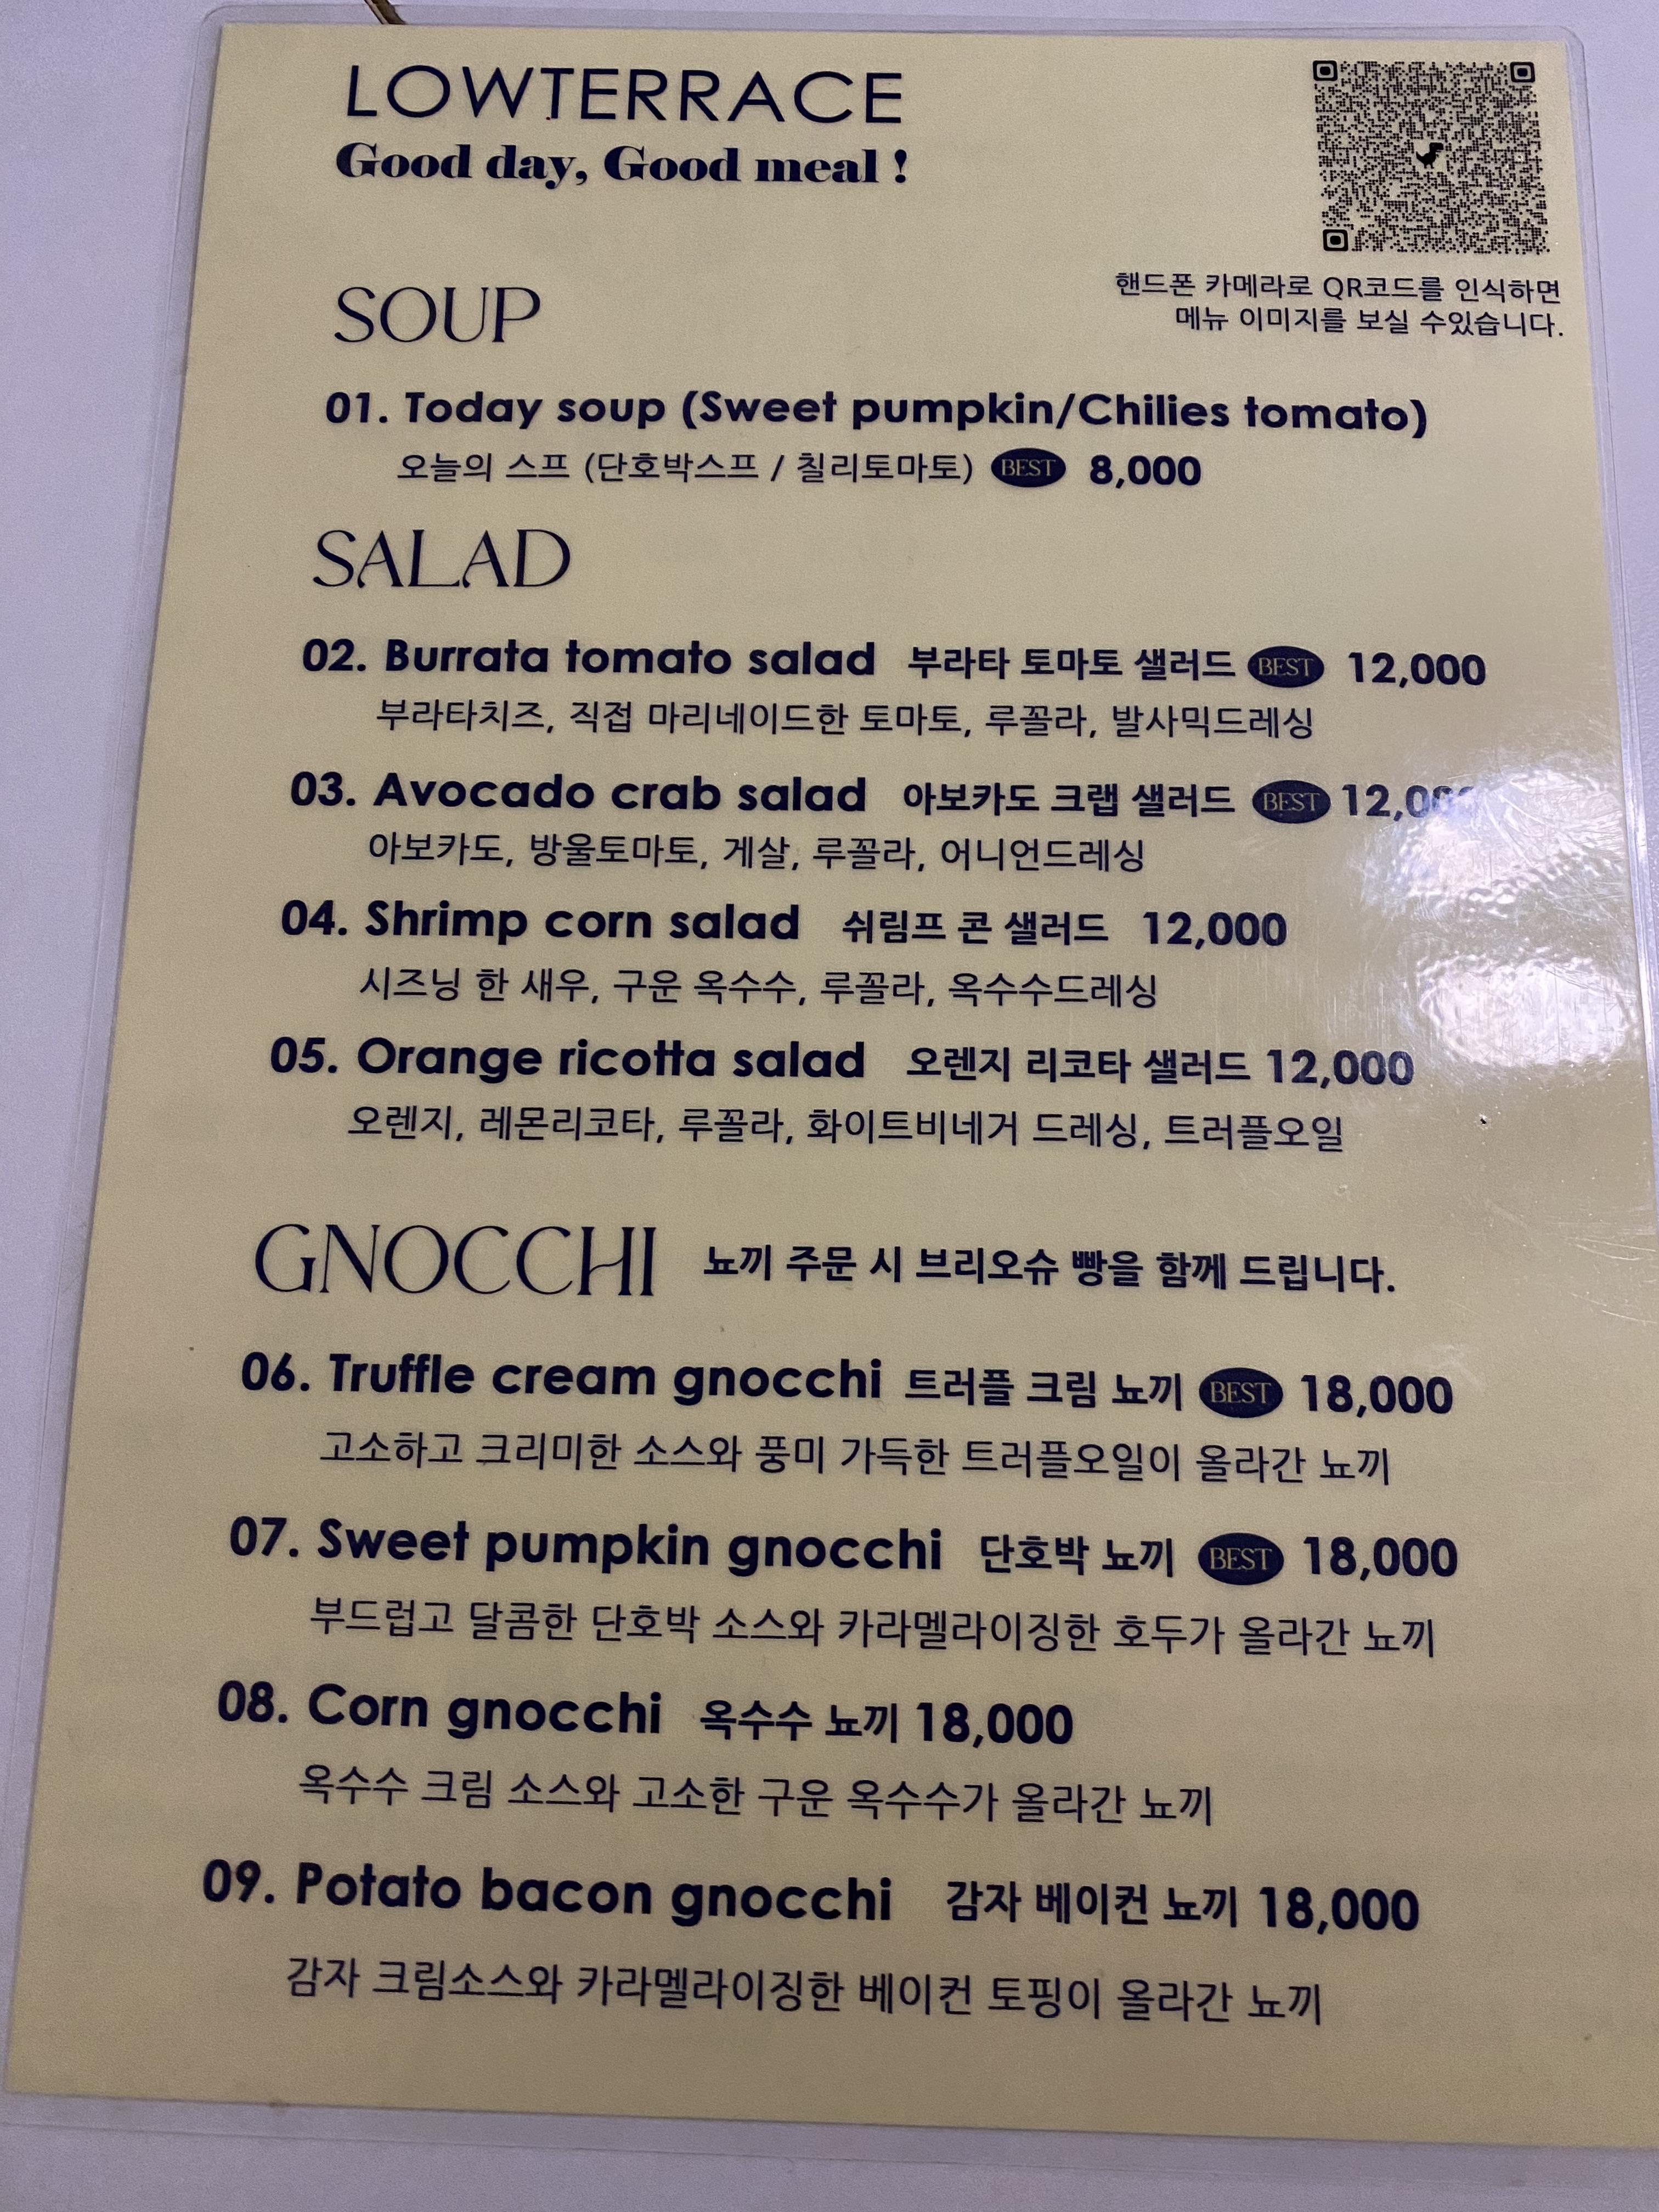 LOWTERRACE
Good day, Good meal !
핸드폰 카메라로 QR코드를 인식하면
메뉴 이미지를 보실 수있습니다.
SOUP
01. Today soup (Sweet pumpkin/Chilies tomato)
오늘의 스프 (단호박스프 / 칠리토마토) BEST 8,000
SALAD
02. Burrata tomato salad 부라타 토마토 샐러드 BEST 12,000
부라타치즈, 직접 마리네이드한 토마토, 루꼴라, 발사믹드레싱
03. Avocado crab salad 아보카도 크랩 샐러드 BEST 12,000
아보카도, 방울토마토, 게살, 루꼴라, 어니언드레싱
04. Shrimp corn salad 쉬림프 콘 샐러드 12,000
시즈닝 한 새우, 구운 옥수수, 루꼴라, 옥수수드레싱
05. Orange ricotta salad 오렌지 리코타 샐러드 12,000
오렌지, 레몬리코타, 루꼴라, 화이트비네거 드레싱, 트러플오일
GNOCCHI 뇨끼 주문 시 브리오슈 빵을 함께 드립니다.
06. Truffle cream gnocchi 트러플 크림 뇨끼 BEST 18,000
고소하고 크리미한 소스와 풍미 가득한 트러플오일이 올라간 뇨끼
07. Sweet pumpkin gnocchi 단호박 뇨끼 BEST 18,000
부드럽고 달콤한 단호박 소스와 카라멜라이징한 호두가 올라간 뇨끼
08. Corn gnocchi 옥수수 뇨끼 18,000
옥수수 크림 소스와 고소한 구운 옥수수가 올라간 뇨끼
09. Potato bacon gnocchi 감자 베이컨 뇨끼 18,000
감자 크림소스와 카라멜라이징한 베이컨 토핑이 올라간 뇨끼